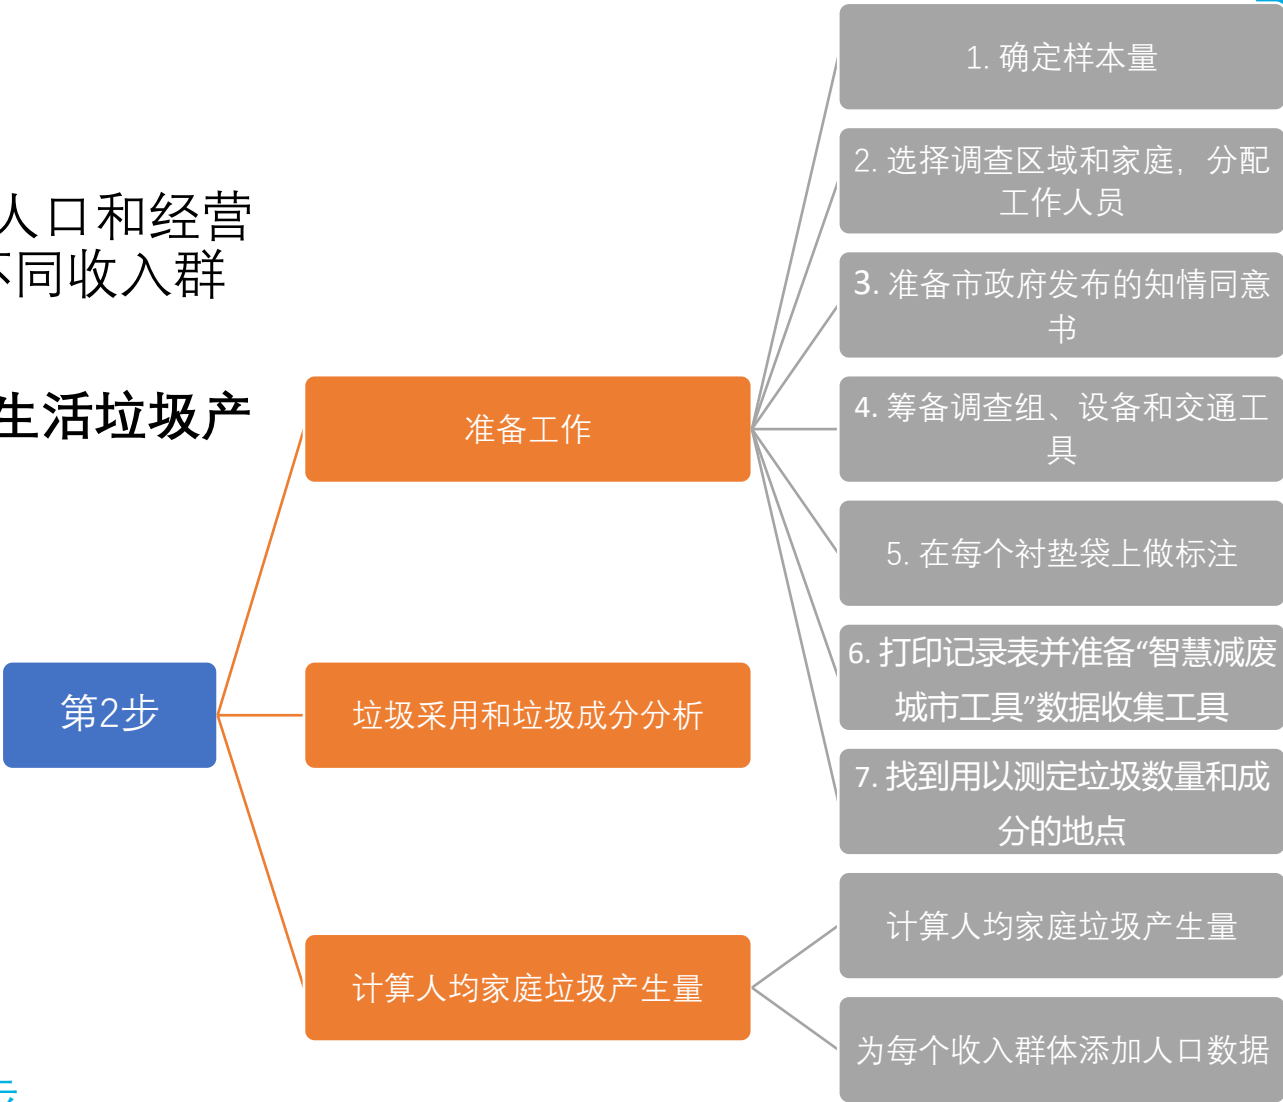 人口和经营
不同收入群
生活垃圾产
第2步
准备工作
垃圾采用和垃圾成分分析
计算人均家庭垃圾产生量
1. 确定样本量
2. 选择调查区域和家庭，分配
工作人员
3. 准备市政府发布的知情同意
书
4. 筹备调查组、设备和交通工
具
5. 在每个衬垫袋上做标注
6. 打印记录表并准备“智慧减废
城市工具”数据收集工具
7. 找到用以测定垃圾数量和成
分的地点
计算人均家庭垃圾产生量
为每个收入群体添加人口数据